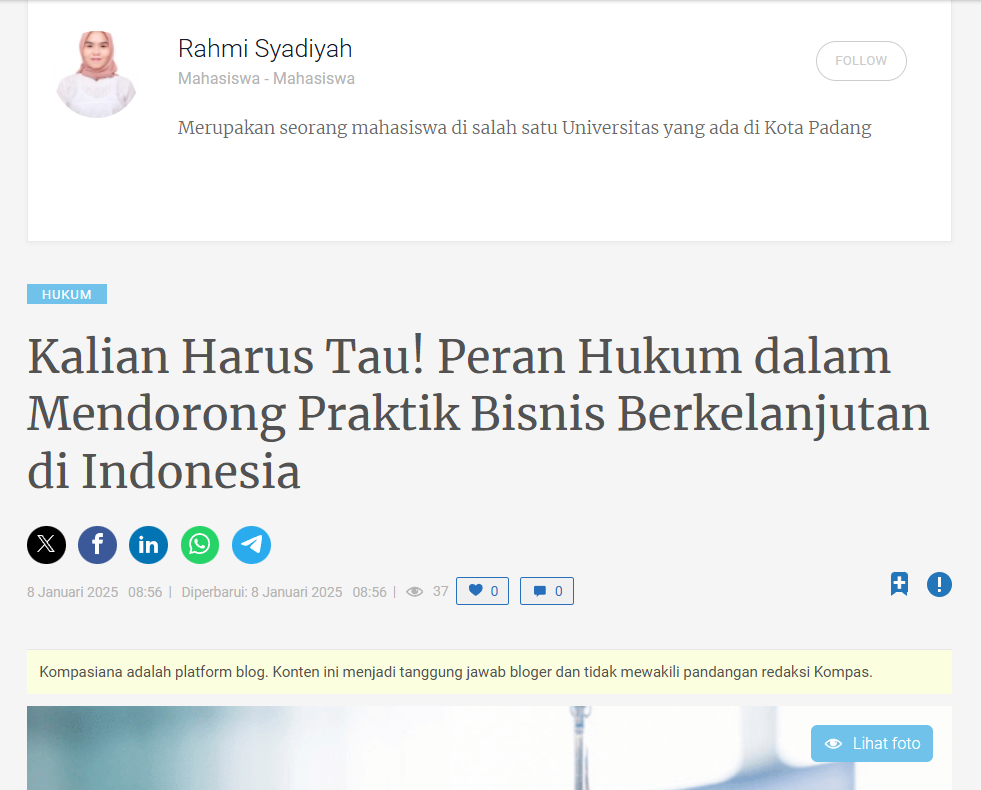 Rahmi Syadiyah
FOLLOW
Mahasiswa - Mahasiswa
Merupakan seorang mahasiswa di salah satu Universitas yang ada di Kota Padang
HUKUM
Kalian Harus Tau! Peran Hukum dalam
Mendorong Praktik Bisnis Berkelanjutan
di Indonesia
8 Januari 2025 08:56 | Diperbarui: 8 Januari 2025 08:56 | 37 0 0
Kompasiana adalah platform blog. Konten ini menjadi tanggung jawab bloger dan tidak mewakili pandangan redaksi Kompas.
Lihat foto